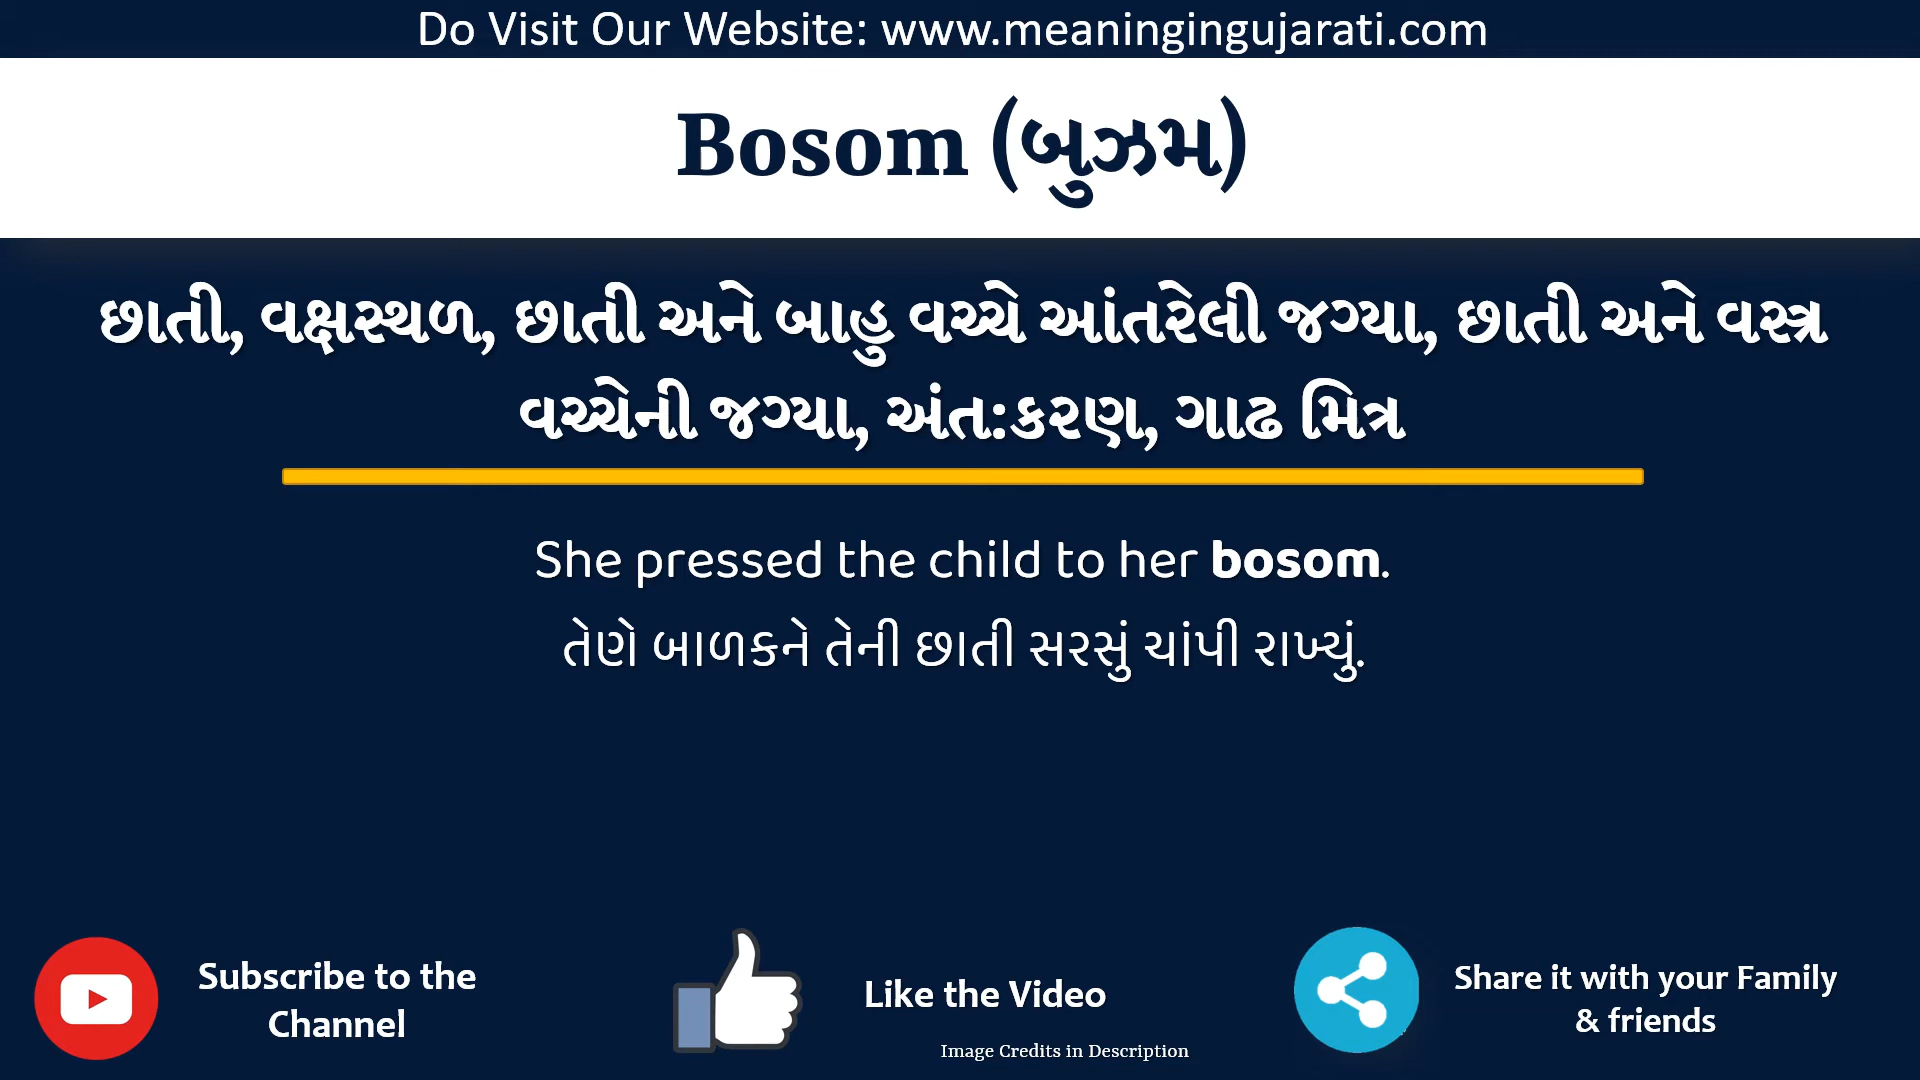 Do Visit Our Website: www.meaningingujarati.com
Bosom (બુઝમ)
છાતી, વક્ષસ્થળ, છાતી અને બાહુ વચ્ચે આંતરેલી જગ્યા, છાતી અને વસ્ત્ર
વચ્ચેની જગ્યા, અંત:કરણ, ગાઢ મિત્ર
She pressed the child to her bosom.
તેણે બાળકને તેની છાતી સરસું ચાંપી રાખ્યું.
Subscribe to the
Channel
Like the Video
Share it with your Family
& friends
Image Credits in Description